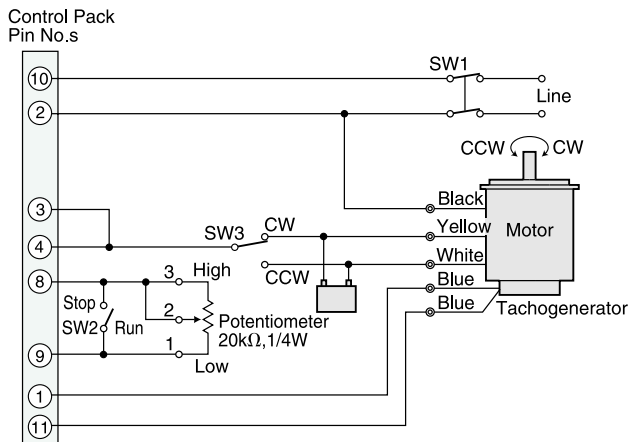 Control Pack
Pin No.s
10
SW1
Line
2
CCW
CW
Black
3
SW3
CW
Yellow
Motor
4
CCW
White
8
3
High
Blue
Stop
2
Blue
Tachogenerator
SW2
Run
Potentiometer
20kΩ,1/4W
9
1
Low
1
11